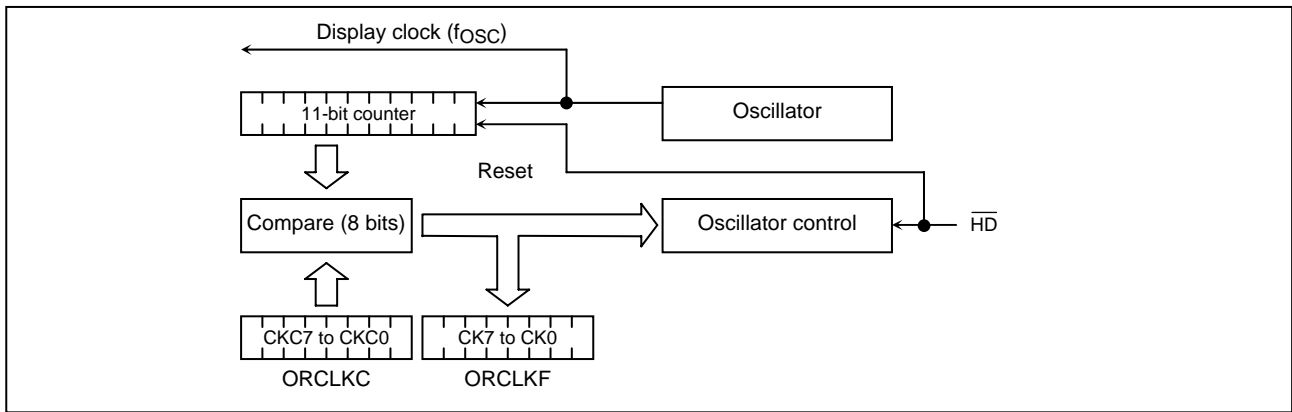 Display clock (fOSC)
11-bit counter
Oscillator
Reset
Compare (8 bits)
Oscillator control
HD
CKC7 to CKC0
CK7 to CK0
ORCLKC
ORCLKF